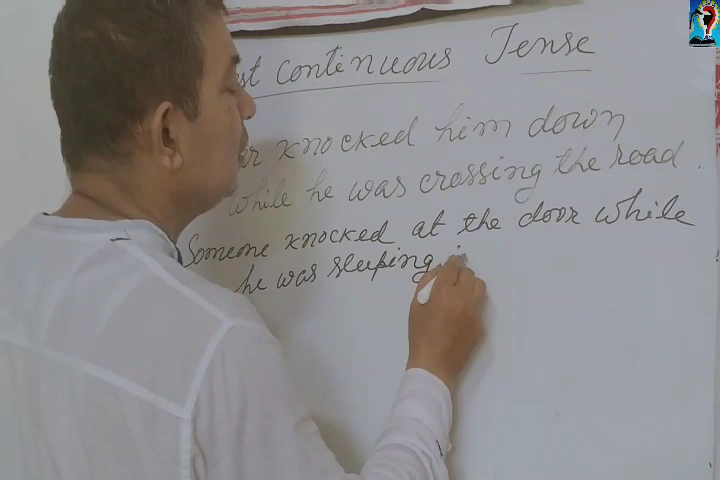 st continuous Tense
ar knocked him down
while he was crossing the road.
Someone knocked at the door while
he was sleeping i